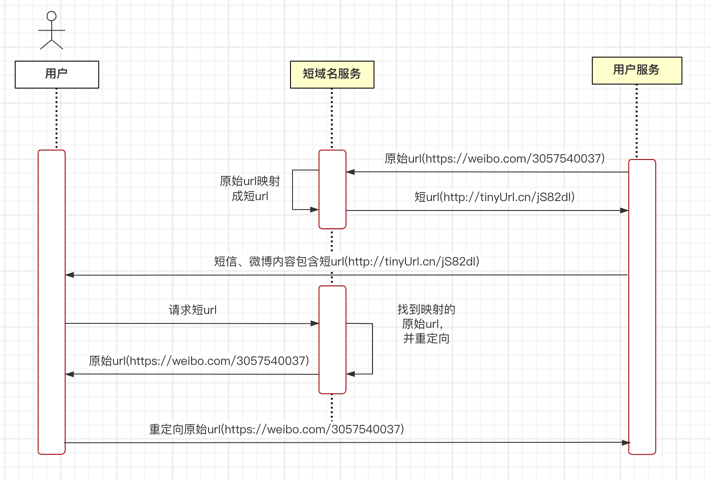 用户
短域名服务
用户服务
原始url(https://weibo.com/3057540037)
原始url映射
成短url
短url(http://tinyUrl.cn/jS82dl)
短信、微博内容包含短url(http://tinyUrl.cn/jS82dl)
请求短url
找到映射的
原始url，
并重定向
原始url(https://weibo.com/3057540037)
重定向原始url(https://weibo.com/3057540037)